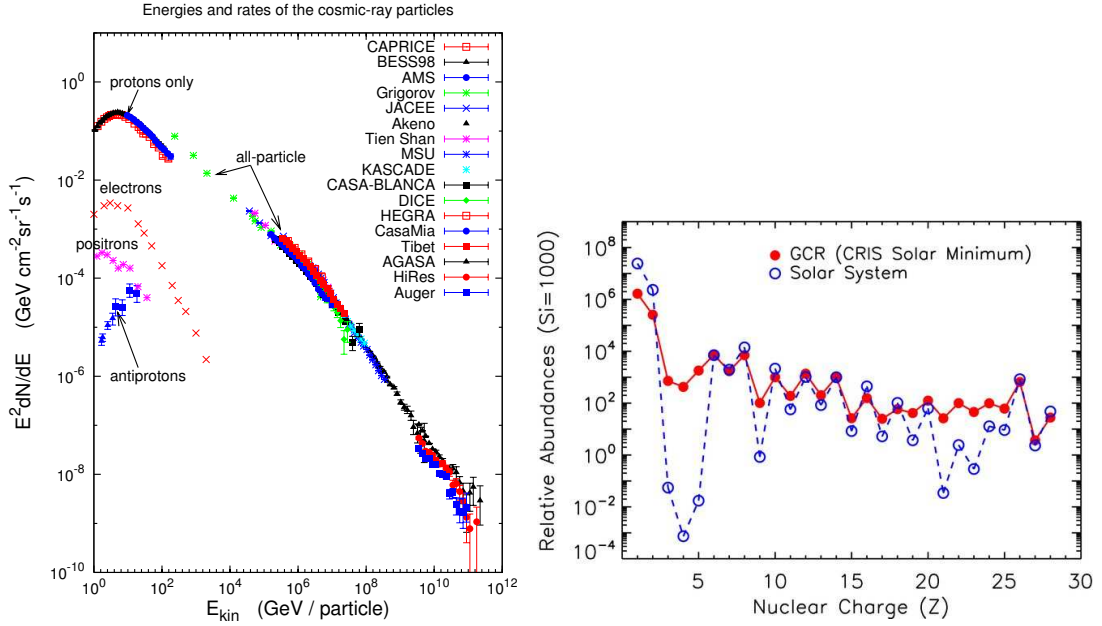 Energies and rates of the cosmic-ray particles
CAPRICE
BESS98
AMS
Grigorov
JACEE
Akeno
Tien Shan
MSU
KASCADE
CASA-BLANCA
DICE
HEGRA
CasaMia
Tibet
AGASA
HiRes
Auger
protons only
all-particle
electrons
positrons
antiprotons
10^0
10^-2
10^-4
10^-6
10^-8
10^-10
E^2dN/dE (GeV cm^-2sr^-1s^-1)
10^0 10^2 10^4 10^6 10^8 10^10 10^12
E_kin (GeV / particle)
GCR (CRIS Solar Minimum)
Solar System
10^8
10^6
10^4
10^2
10^0
10^-2
10^-4
Relative Abundances (Si=1000)
5 10 15 20 25 30
Nuclear Charge (Z)